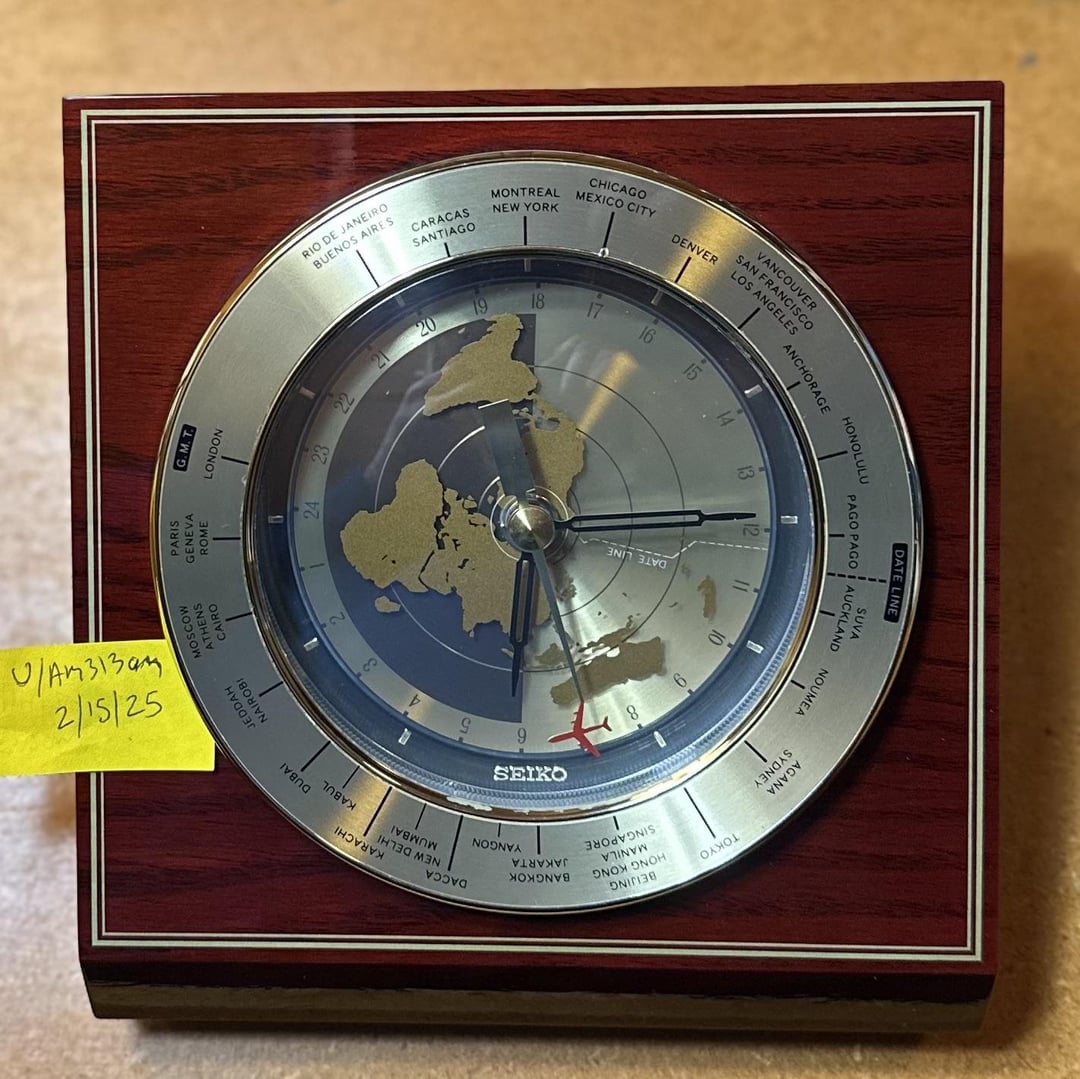 MONTREAL
NEW YORK
CHICAGO
MEXICO CITY
DENVER
VANCOUVER
SAN FRANCISCO
LOS ANGELES
ANCHORAGE
HONOLULU
PAGO PAGO
DATE LINE
SUVA
AUCKLAND
NOUMEA
AGANA
SYDNEY
TOKYO
BEIJING
HONG KONG
MANILA
SINGAPORE
BANGKOK
JAKARTA
YANGON
DACCA
NEW DELHI
MUMBAI
KARACHI
KABUL
DUBAI
JEDDAH
NAIROBI
MOSCOW
ATHENS
CAIRO
PARIS
GENEVA
ROME
G.M.T.
LONDON
RIO DE JANEIRO
BUENOS AIRES
CARACAS
SANTIAGO
18
17
16
15
14
13
12
11
10
9
8
6
5
4
3
2
1
24
23
22
21
20
19
DATE LINE
SEIKO
U/Am313am
2/15/25